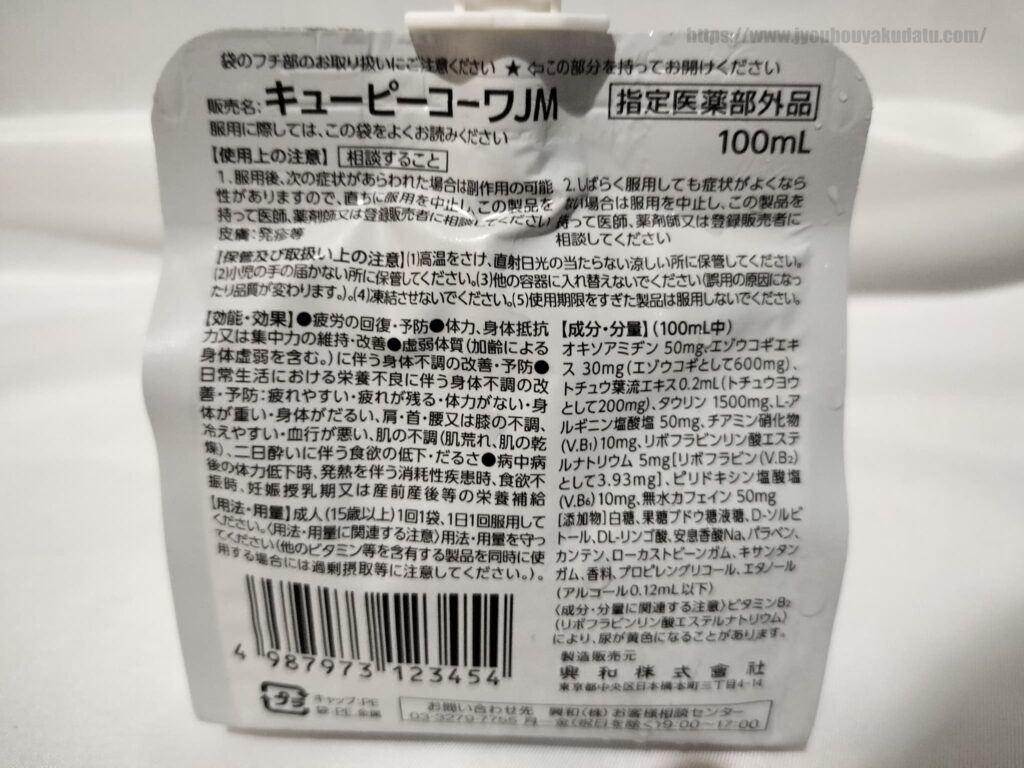 https://www.jyouhouyakudatu.com/
袋のフチ部のお取り扱いにご注意ください ★ ⇦この部分を持ってお開けください
販売名:キューピーコーワJM 指定医薬部外品
服用に際しては、この袋をよくお読みください 100mL
【使用上の注意】 相談すること
1.服用後、次の症状があらわれた場合は副作用の可能
性がありますので、直ちに服用を中止し、この製品を
持って医師、薬剤師又は登録販売者に相談してください
皮膚:発疹等
2.しばらく服用しても症状がよくなら
ない場合は服用を中止し、この製品を
持って医師、薬剤師又は登録販売者に
相談してください
【保管及び取扱い上の注意】(1)高温をさけ、直射日光の当たらない涼しい所に保管してください。
(2)小児の手の届かない所に保管してください。(3)他の容器に入れ替えないでください(誤用の原因になっ
たり品質が変わります。)。(4)凍結させないでください。(5)使用期限をすぎた製品は服用しないでください。
【効能・効果】●疲労の回復・予防●体力、身体抵抗
力又は集中力の維持・改善●虚弱体質(加齢による
身体虚弱を含む。)に伴う身体不調の改善・予防●
日常生活における栄養不良に伴う身体不調の改
善・予防:疲れやすい・疲れが残る・体力がない・身
体が重い・身体がだるい、肩・首・腰又は膝の不調、
冷えやすい・血行が悪い、肌の不調(肌荒れ、肌の乾
燥)、二日酔いに伴う食欲の低下・だるさ●病中病
後の体力低下時、発熱を伴う消耗性疾患時、食欲不
振時、妊娠授乳期又は産前産後等の栄養補給
【用法・用量】成人(15歳以上)1回1袋、1日1回服用して
ください。〈用法・用量に関連する注意〉用法・用量を守っ
てください(他のビタミン等を含有する製品を同時に使
用する場合には過剰摂取等に注意してください。)。
【成分・分量】(100mL中)
オキソアミヂン 50mg、エゾウコギエキ
ス 30mg(エゾウコギとして600mg)、
トチュウ葉流エキス0.2mL(トチュウヨウ
として200mg)、タウリン 1500mg、L-ア
ルギニン塩酸塩 50mg、チアミン硝化物
(V.B₁)10mg、リボフラビンリン酸エステ
ルナトリウム 5mg[リボフラビン(V.B₂)
として3.93mg]、ピリドキシン塩酸塩
(V.B₆)10mg、無水カフェイン 50mg
[添加物]白糖、果糖ブドウ糖液糖、D-ソルビ
トール、DL-リンゴ酸、安息香酸Na、パラベン、
カンテン、ローカストビーンガム、キサンタン
ガム、香料、プロピレングリコール、エタノール
(アルコール0.12mL以下)
〈成分・分量に関連する注意〉ビタミンB₂
(リボフラビンリン酸エステルナトリウム)
により、尿が黄色になることがあります。
製造販売元
興和株式會社
東京都中央区日本橋本町三丁目4-14
4 987973 123454
プラ
キャップ:PE
袋:PE,金属
お問い合わせ先 興和(株)お客様相談センター
03-3279-7755 月~金(祝日を除く)9:00~17:00